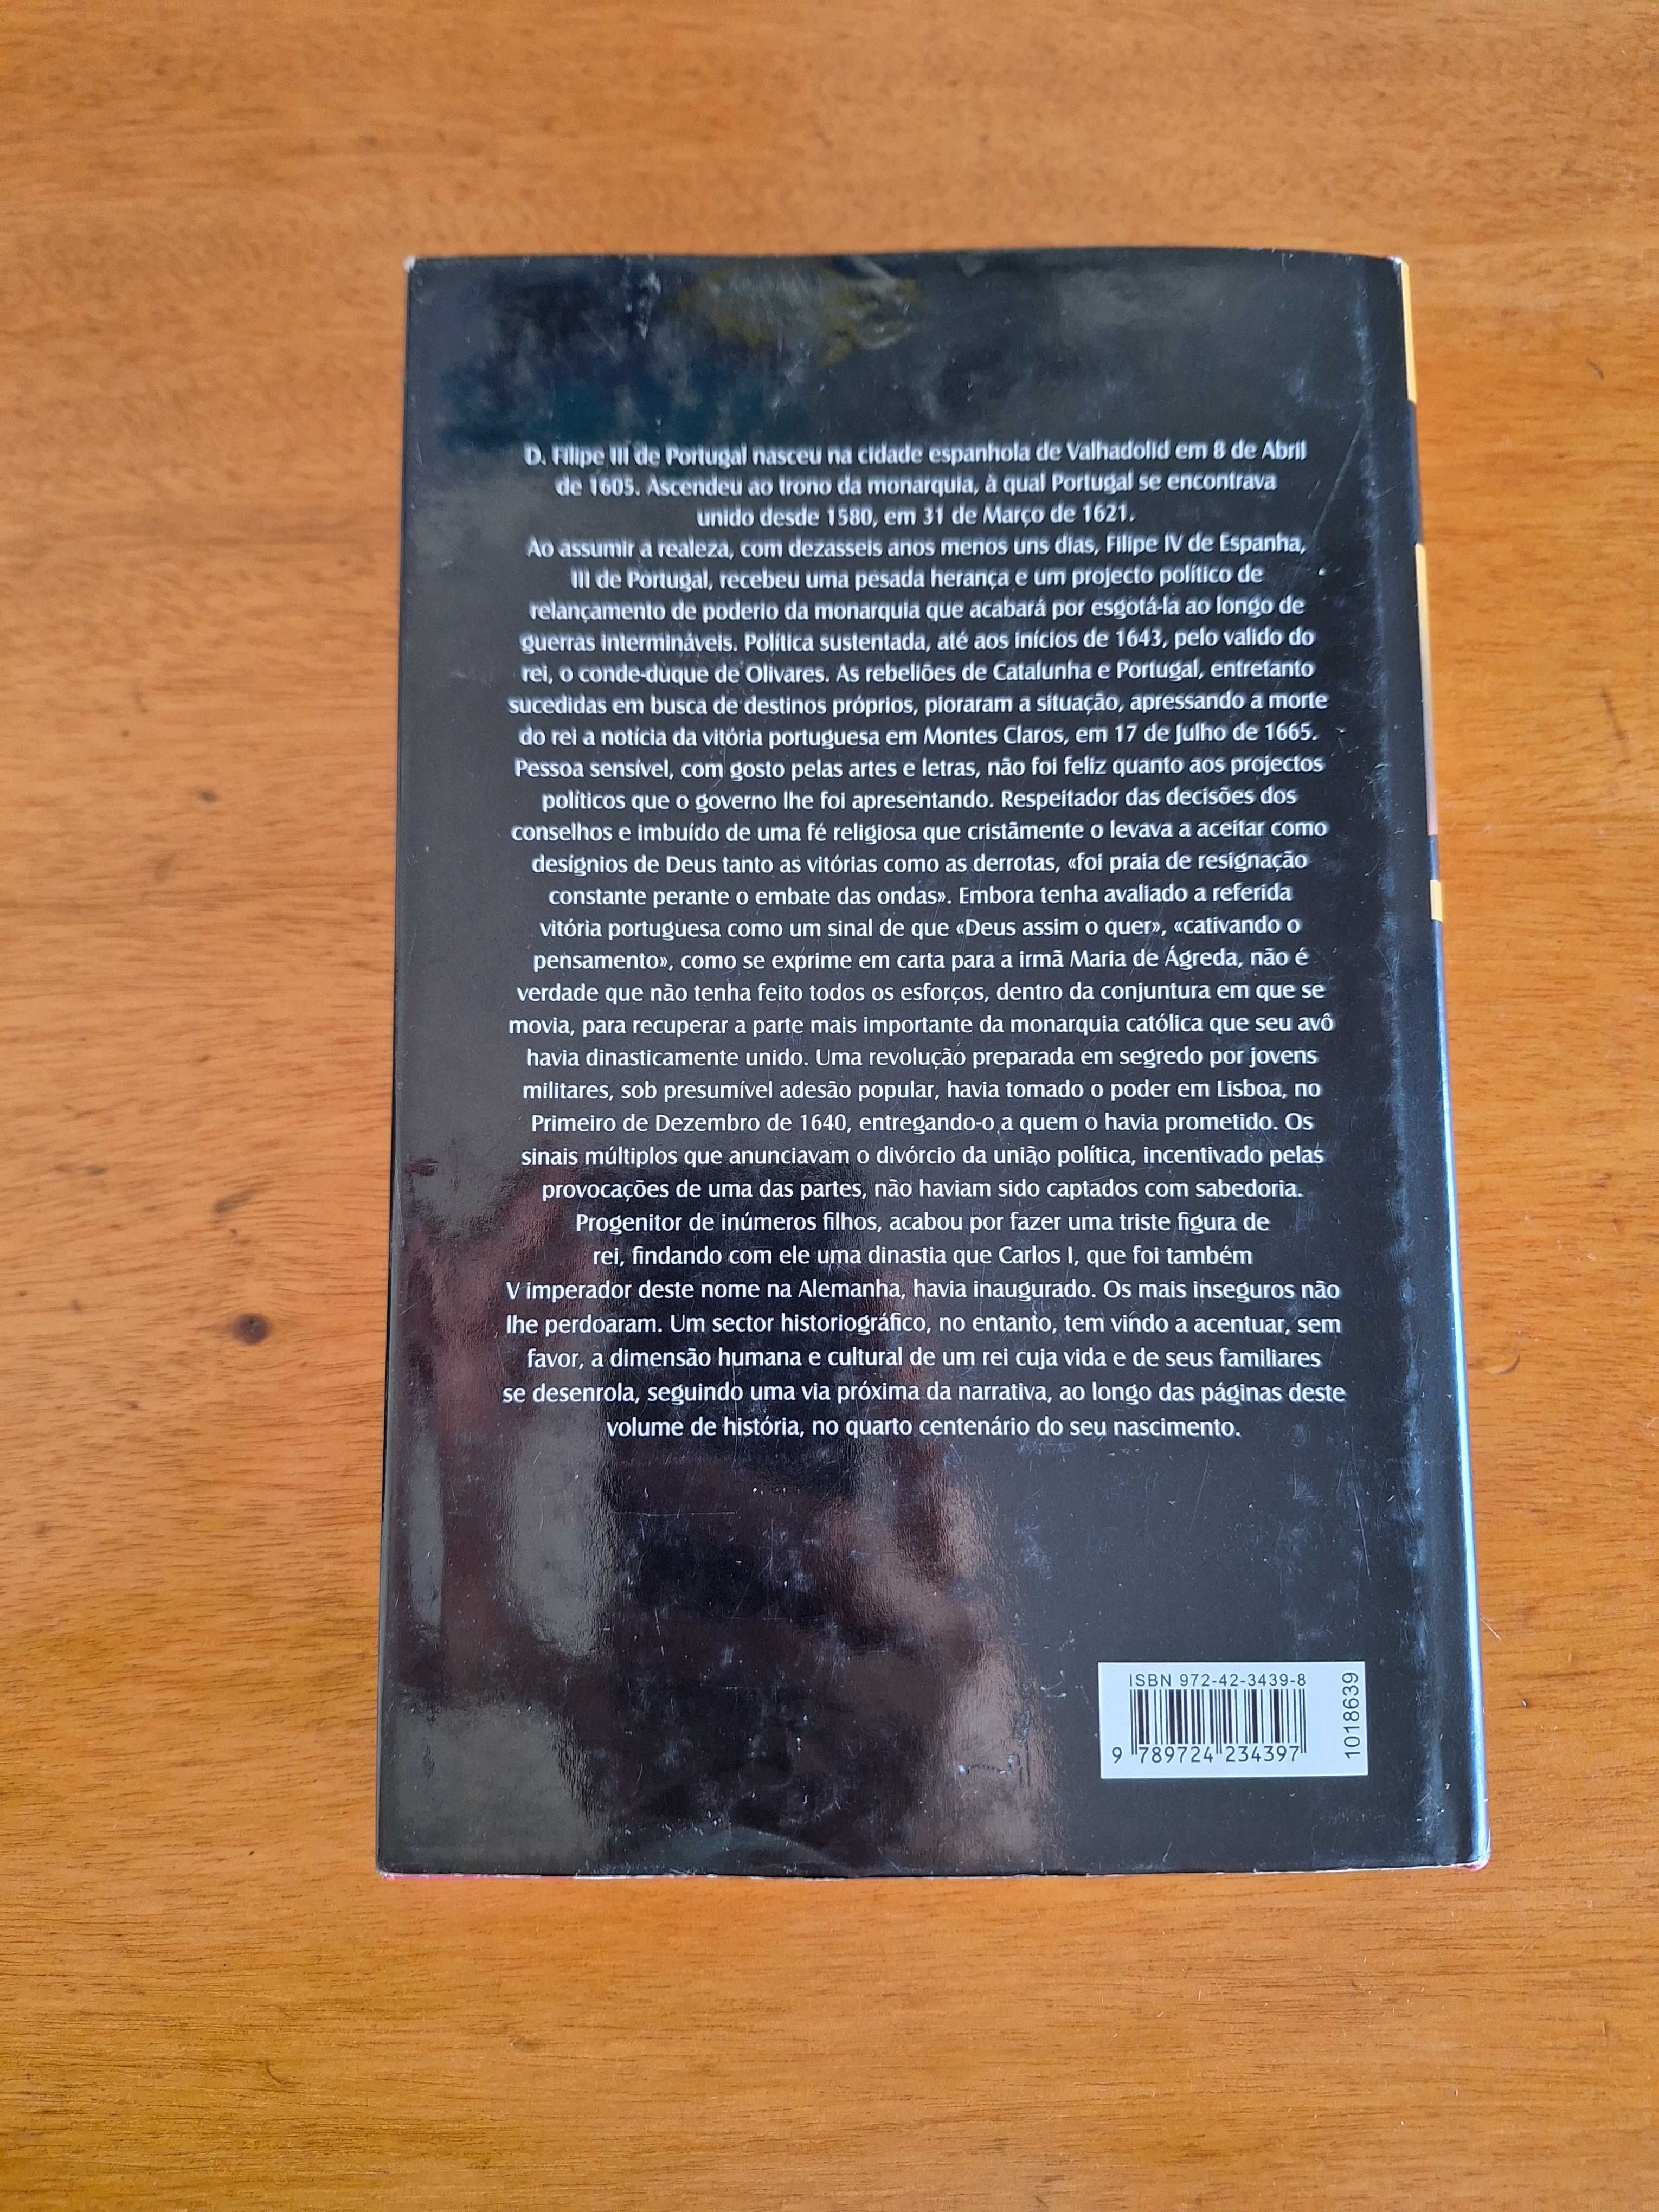 D. Filipe III de Portugal nasceu na cidade espanhola de Valhadolid em 8 de Abril
de 1605. Ascendeu ao trono da monarquia, à qual Portugal se encontrava
unido desde 1580, em 31 de Março de 1621.
Ao assumir a realeza, com dezasseis anos menos uns dias, Filipe IV de Espanha,
III de Portugal, recebeu uma pesada herança e um projecto político de
relançamento de poderio da monarquia que acabará por esgotá-la ao longo de
guerras intermináveis. Política sustentada, até aos inícios de 1643, pelo valido do
rei, o conde-duque de Olivares. As rebeliões de Catalunha e Portugal, entretanto
sucedidas em busca de destinos próprios, pioraram a situação, apressando a morte
do rei a notícia da vitória portuguesa em Montes Claros, em 17 de Julho de 1665.
Pessoa sensível, com gosto pelas artes e letras, não foi feliz quanto aos projectos
políticos que o governo lhe foi apresentando. Respeitador das decisões dos
conselhos e imbuído de uma fé religiosa que cristãmente o levava a aceitar como
desígnios de Deus tanto as vitórias como as derrotas, «foi praia de resignação
constante perante o embate das ondas». Embora tenha avaliado a referida
vitória portuguesa como um sinal de que «Deus assim o quer», «cativando o
pensamento», como se exprime em carta para a irmã Maria de Ágreda, não é
verdade que não tenha feito todos os esforços, dentro da conjuntura em que se
movia, para recuperar a parte mais importante da monarquia católica que seu avô
havia dinasticamente unido. Uma revolução preparada em segredo por jovens
militares, sob presumível adesão popular, havia tomado o poder em Lisboa, no
Primeiro de Dezembro de 1640, entregando-o a quem o havia prometido. Os
sinais múltiplos que anunciavam o divórcio da união política, incentivado pelas
provocações de uma das partes, não haviam sido captados com sabedoria.
Progenitor de inúmeros filhos, acabou por fazer uma triste figura de
rei, findando com ele uma dinastia que Carlos I, que foi também
V imperador deste nome na Alemanha, havia inaugurado. Os mais inseguros não
lhe perdoaram. Um sector historiográfico, no entanto, tem vindo a acentuar, sem
favor, a dimensão humana e cultural de um rei cuja vida e de seus familiares
se desenrola, seguindo uma via próxima da narrativa, ao longo das páginas deste
volume de história, no quarto centenário do seu nascimento.
ISBN 972-42-3439-8
9 789724 234397
1018639